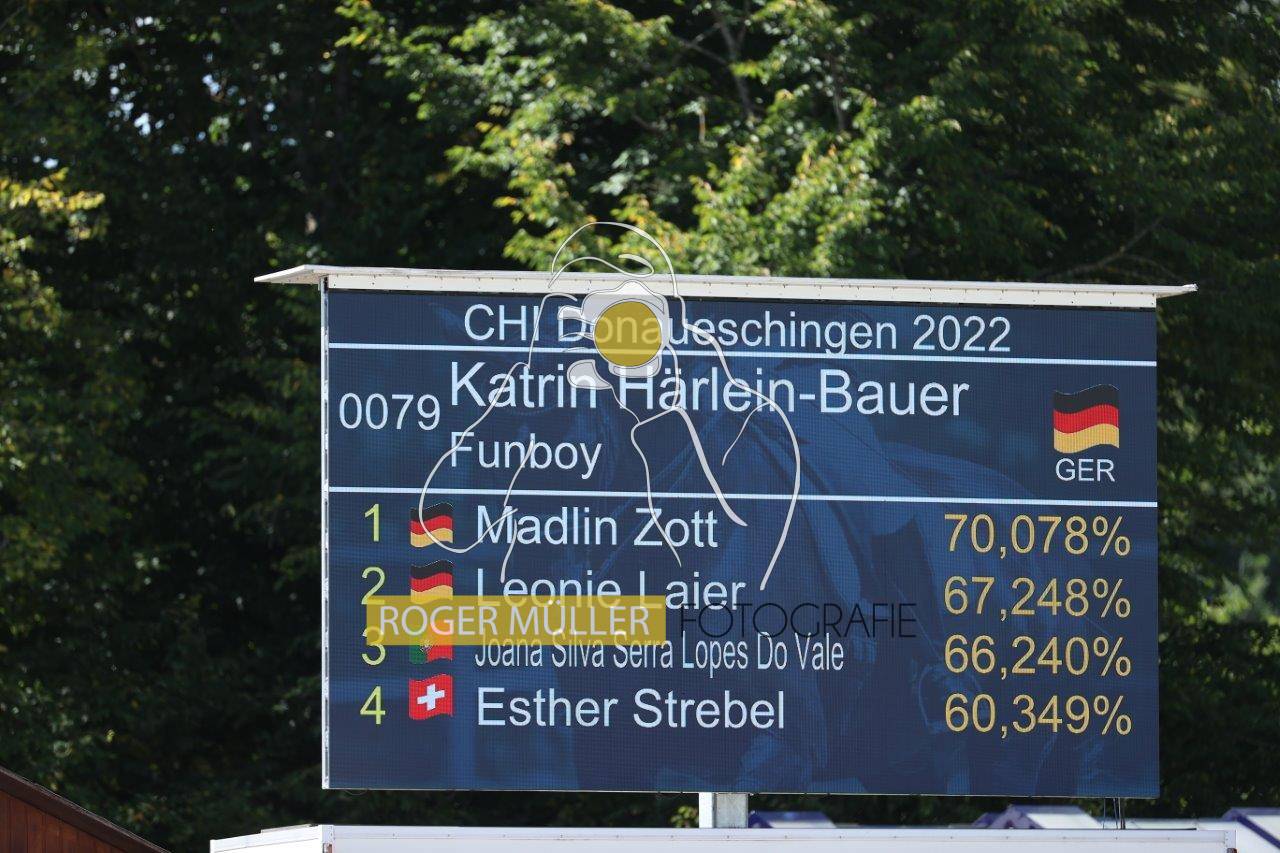 CHI Donaueschingen 2022
0079 Katrin Härlein-Bauer
Funboy
GER
1 Madlin Zott 70,078%
2 Leonie Laier 67,248%
ROGER MÜLLER FOTOGRAFIE
3 Joana Silva Serra Lopes Do Vale 66,240%
4 Esther Strebel 60,349%